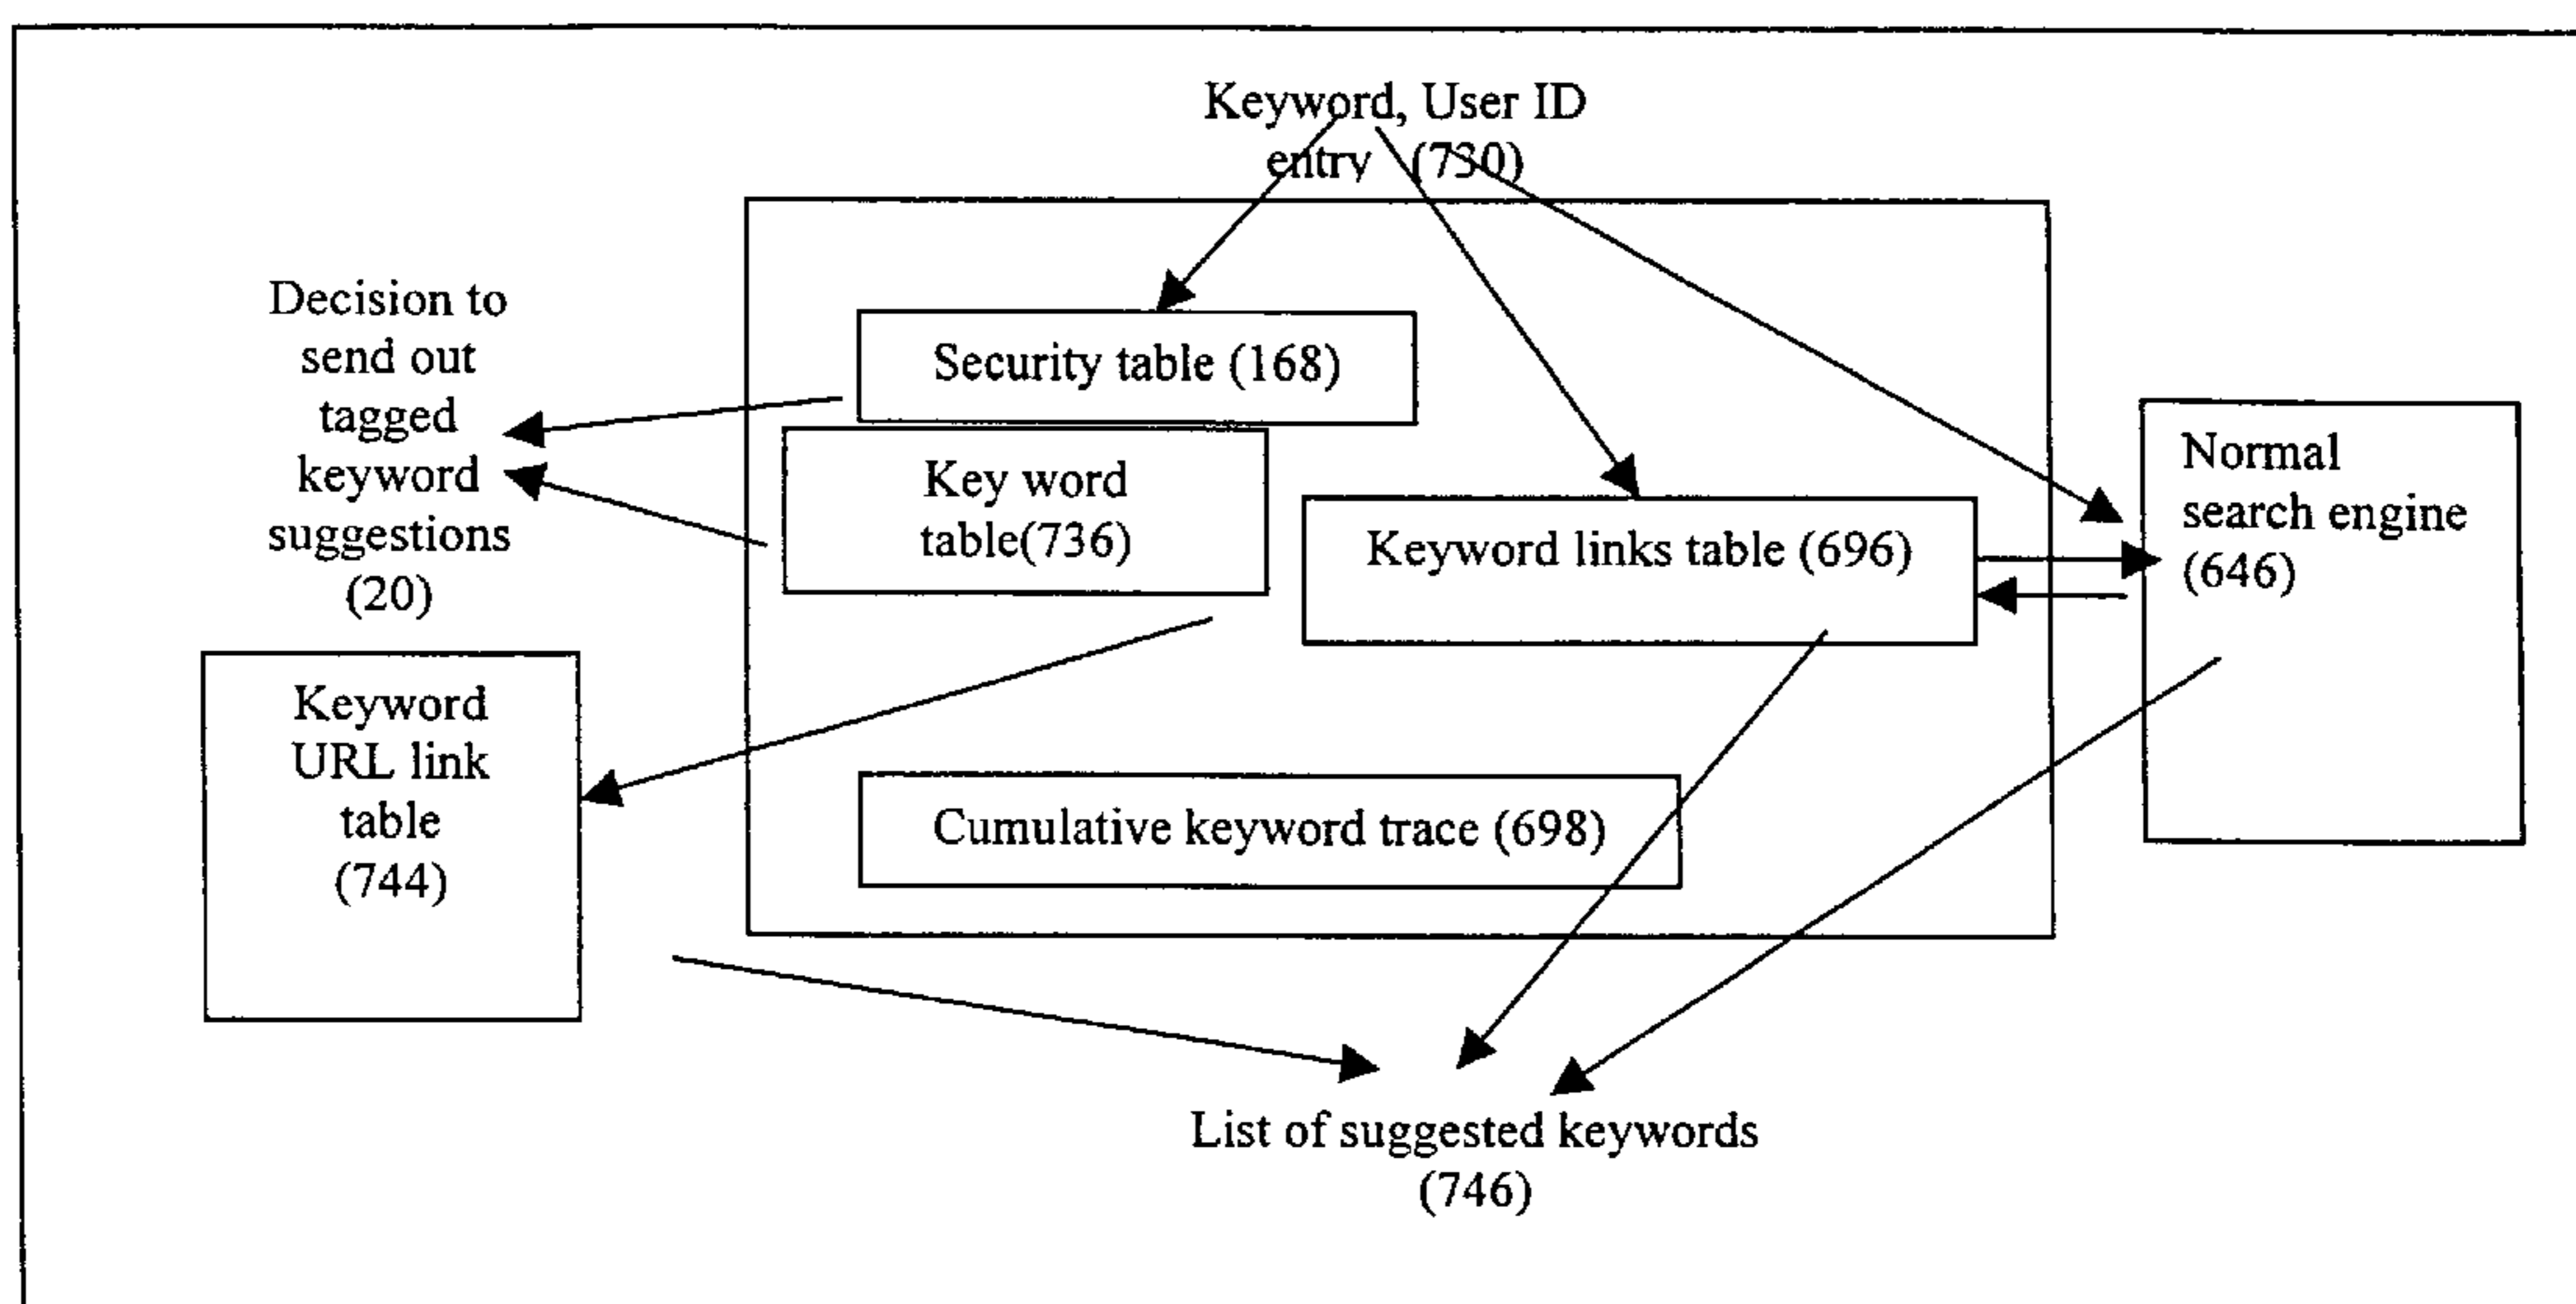 Keyword, User ID
entry (730)
Decision to
send out
tagged
keyword
suggestions
(20)
Security table (168)
Key word
table(736)
Keyword links table (696)
Normal
search engine
(646)
Keyword
URL link
table
(744)
Cumulative keyword trace (698)
List of suggested keywords
(746)